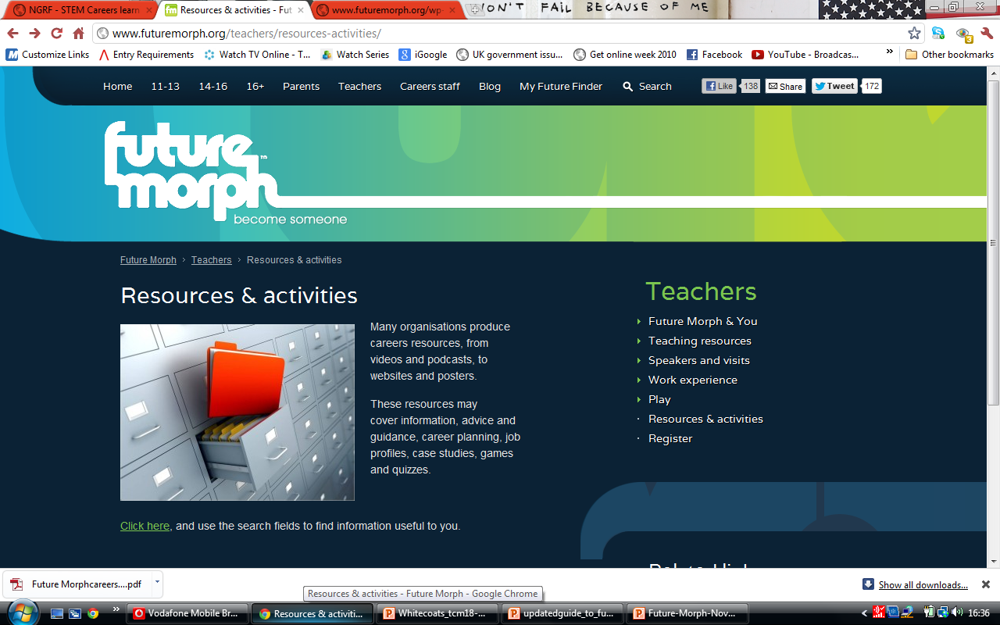 NGRF - STEM Careers learn
Resources & activities - Fut
www.futuremorph.org/wp-
ON'T FAIL BECAUSE OF ME
www.futuremorph.org/teachers/resources-activities/
3
Customize Links
Entry Requirements
Watch TV Online - T...
Watch Series
iGoogle
UK government issu...
Get online week 2010
Facebook
YouTube - Broadcas...
»
Other bookmarks
Home
11-13
14-16
16+
Parents
Teachers
Careers staff
Blog
My Future Finder
Search
Like
138
Share
Tweet
172
future
morph
TM
become someone
Future Morph › Teachers › Resources & activities
Resources & activities
Many organisations produce
careers resources, from
videos and podcasts, to
websites and posters.
These resources may
cover information, advice and
guidance, career planning, job
profiles, case studies, games
and quizzes.
Click here, and use the search fields to find information useful to you.
Teachers
Future Morph & You
Teaching resources
Speakers and visits
Work experience
Play
Resources & activities
Register
Future Morphcareers....pdf
Resources & activities - Future Morph - Google Chrome
Show all downloads...
»
Vodafone Mobile Br...
Resources & activiti...
Whitecoats_tcm18-...
updatedguide_to_fu...
Future-Morph-Nov...
16:36